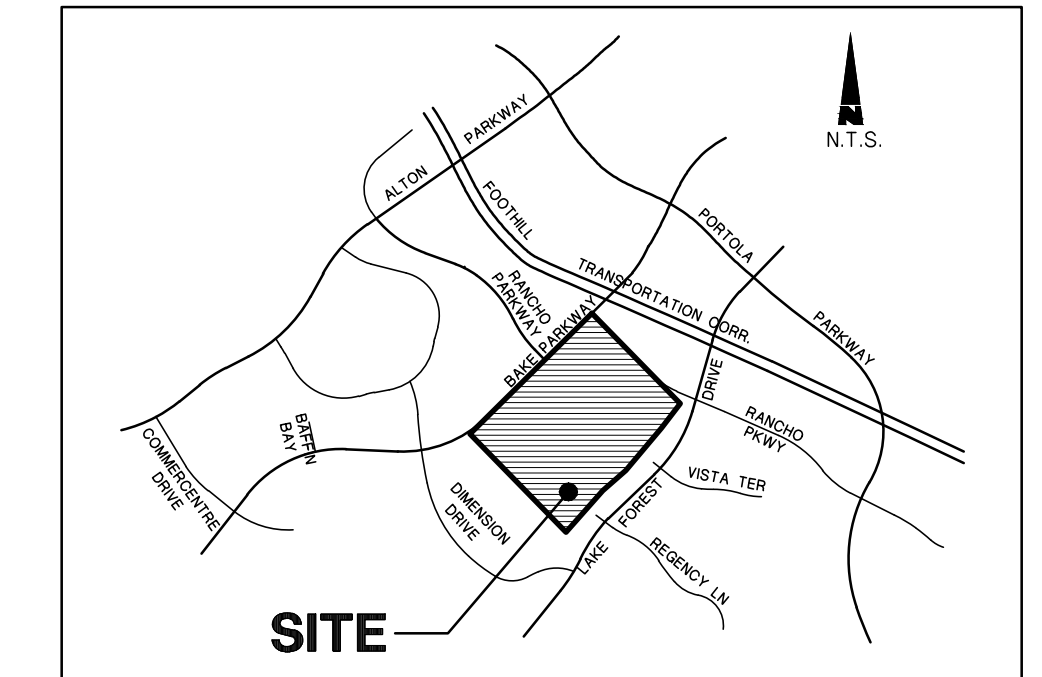 N
N.T.S.
ALTON PARKWAY
FOOTHILL
TRANSPORTATION CORR.
PORTOLA
PARKWAY
RANCHO
PARKWAY
BAKE PARKWAY
DRIVE
LAKE FOREST
RANCHO
PKWY
VISTA TER
REGENCY LN
BAFFIN
BAY
COMMERCENTRE
DRIVE
DIMENSION
DRIVE
SITE